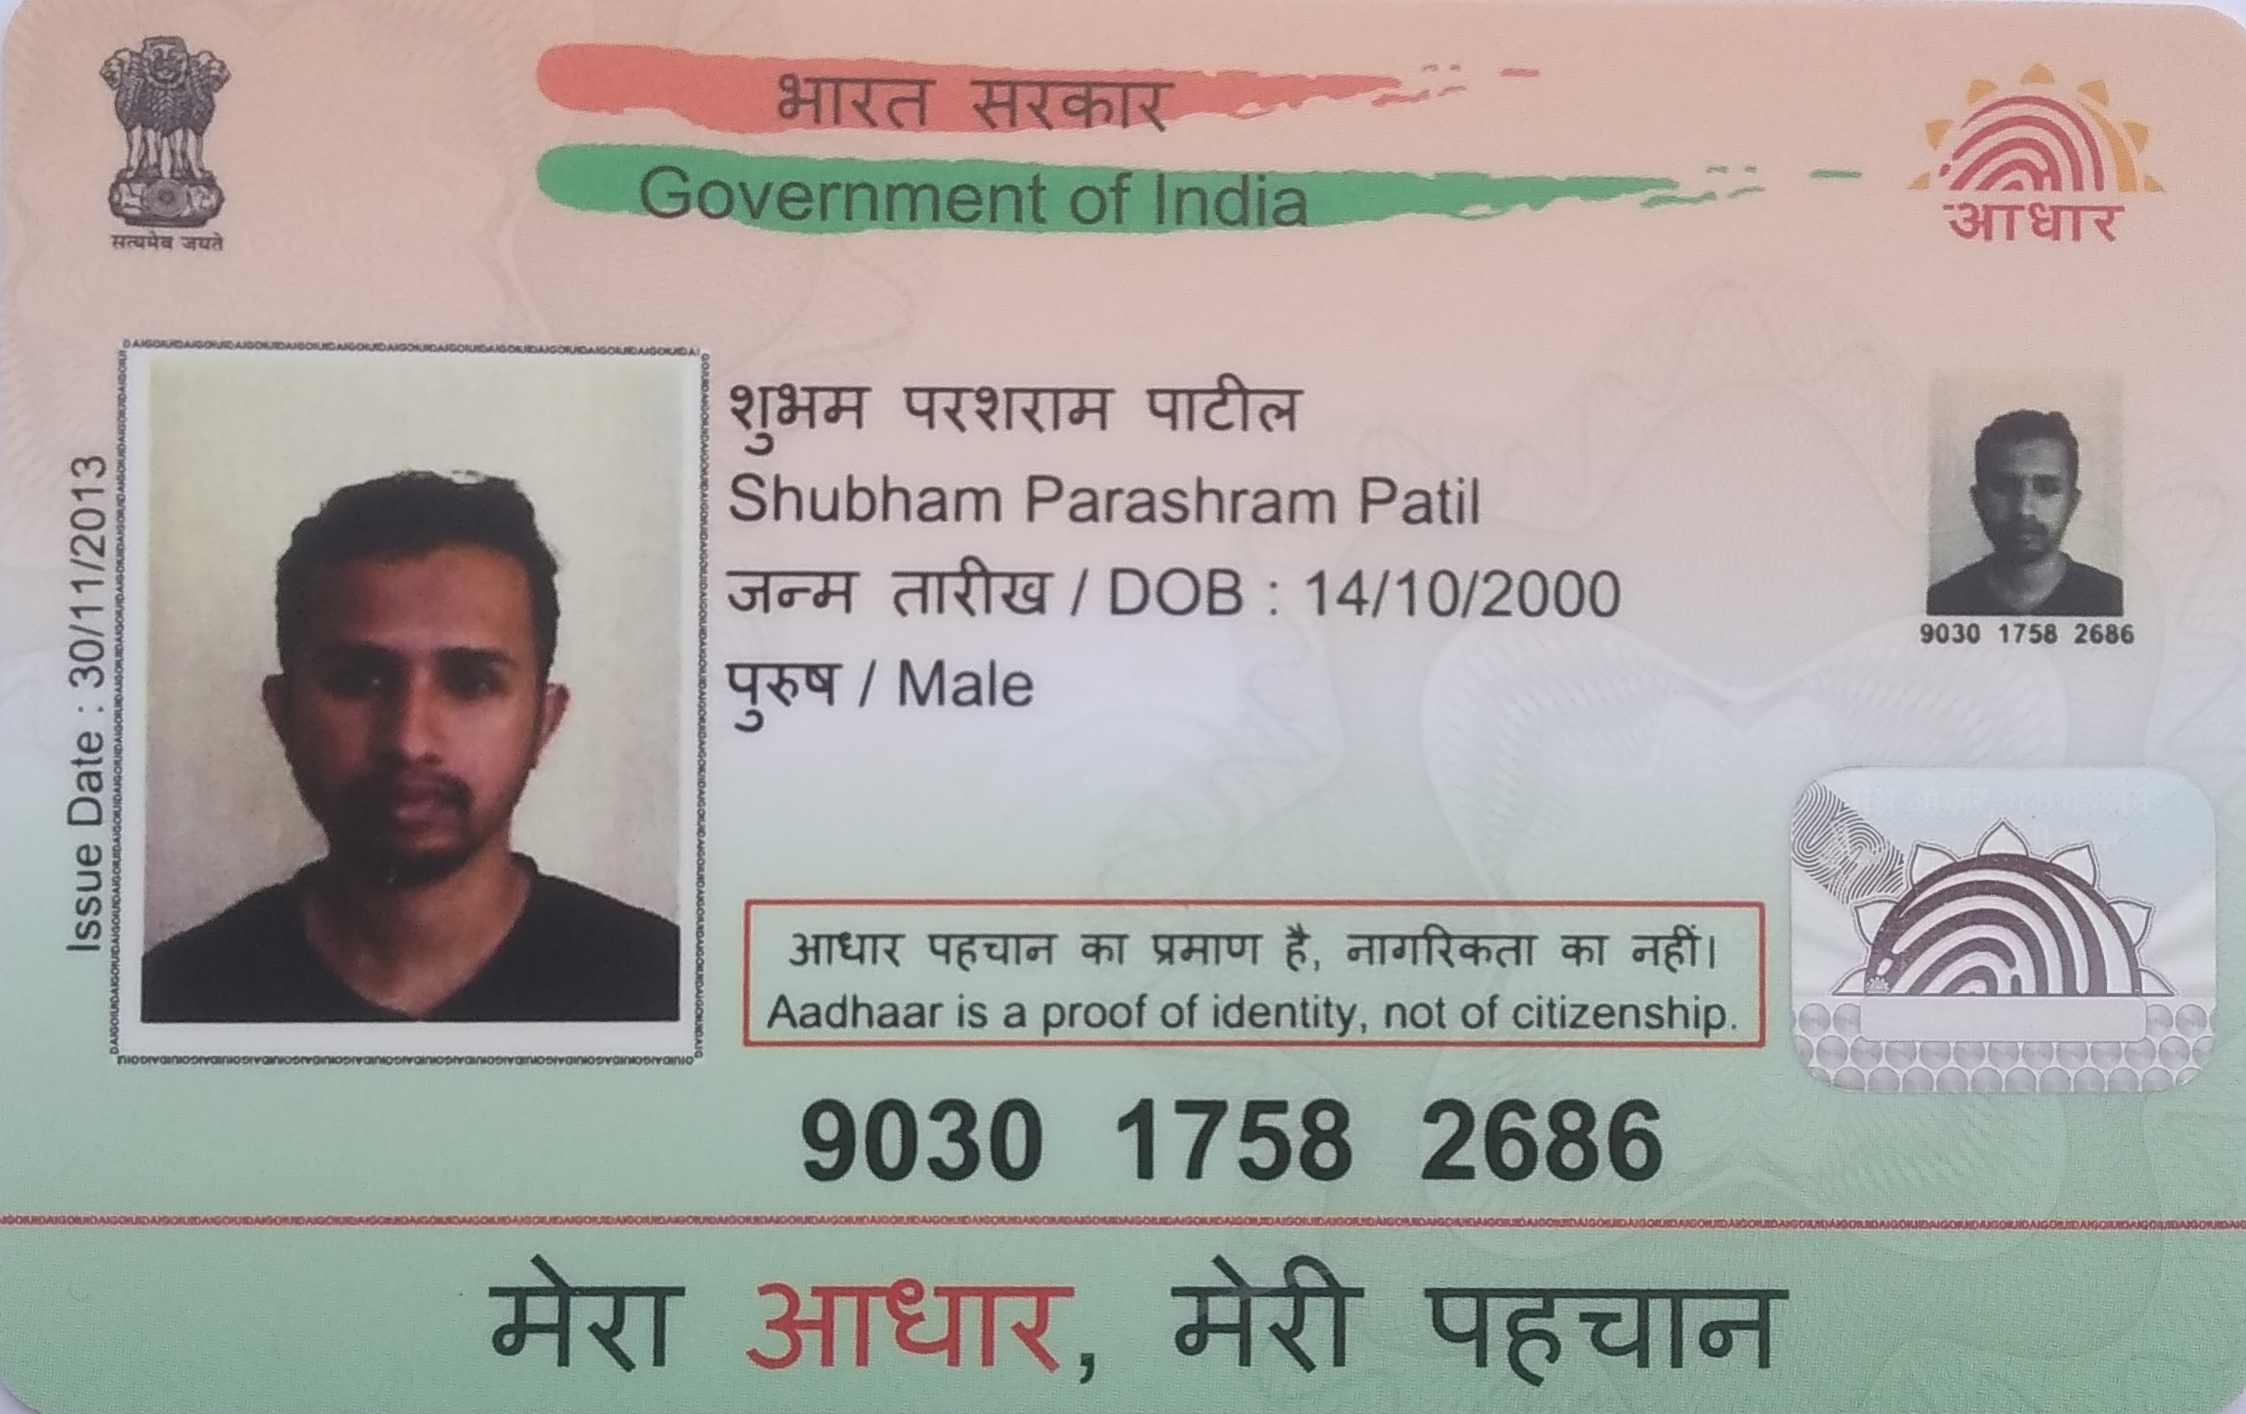 सत्यमेव जयते
भारत सरकार
Government of India
आधार
Issue Date : 30/11/2013
शुभम परशराम पाटील
Shubham Parashram Patil
जन्म तारीख / DOB : 14/10/2000
पुरुष / Male
9030 1758 2686
आधार पहचान का प्रमाण है, नागरिकता का नहीं।
Aadhaar is a proof of identity, not of citizenship.
9030 1758 2686
मेरा आधार, मेरी पहचान